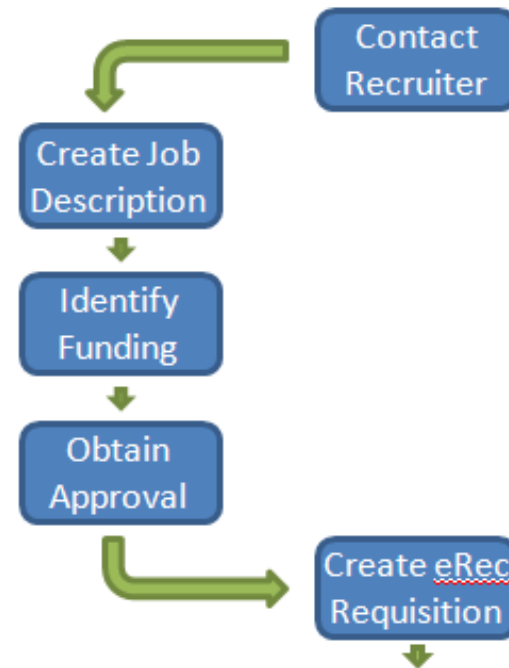 Contact
Recruiter
Create Job
Description
Identify
Funding
Obtain
Approval
Create eRec
Requisition